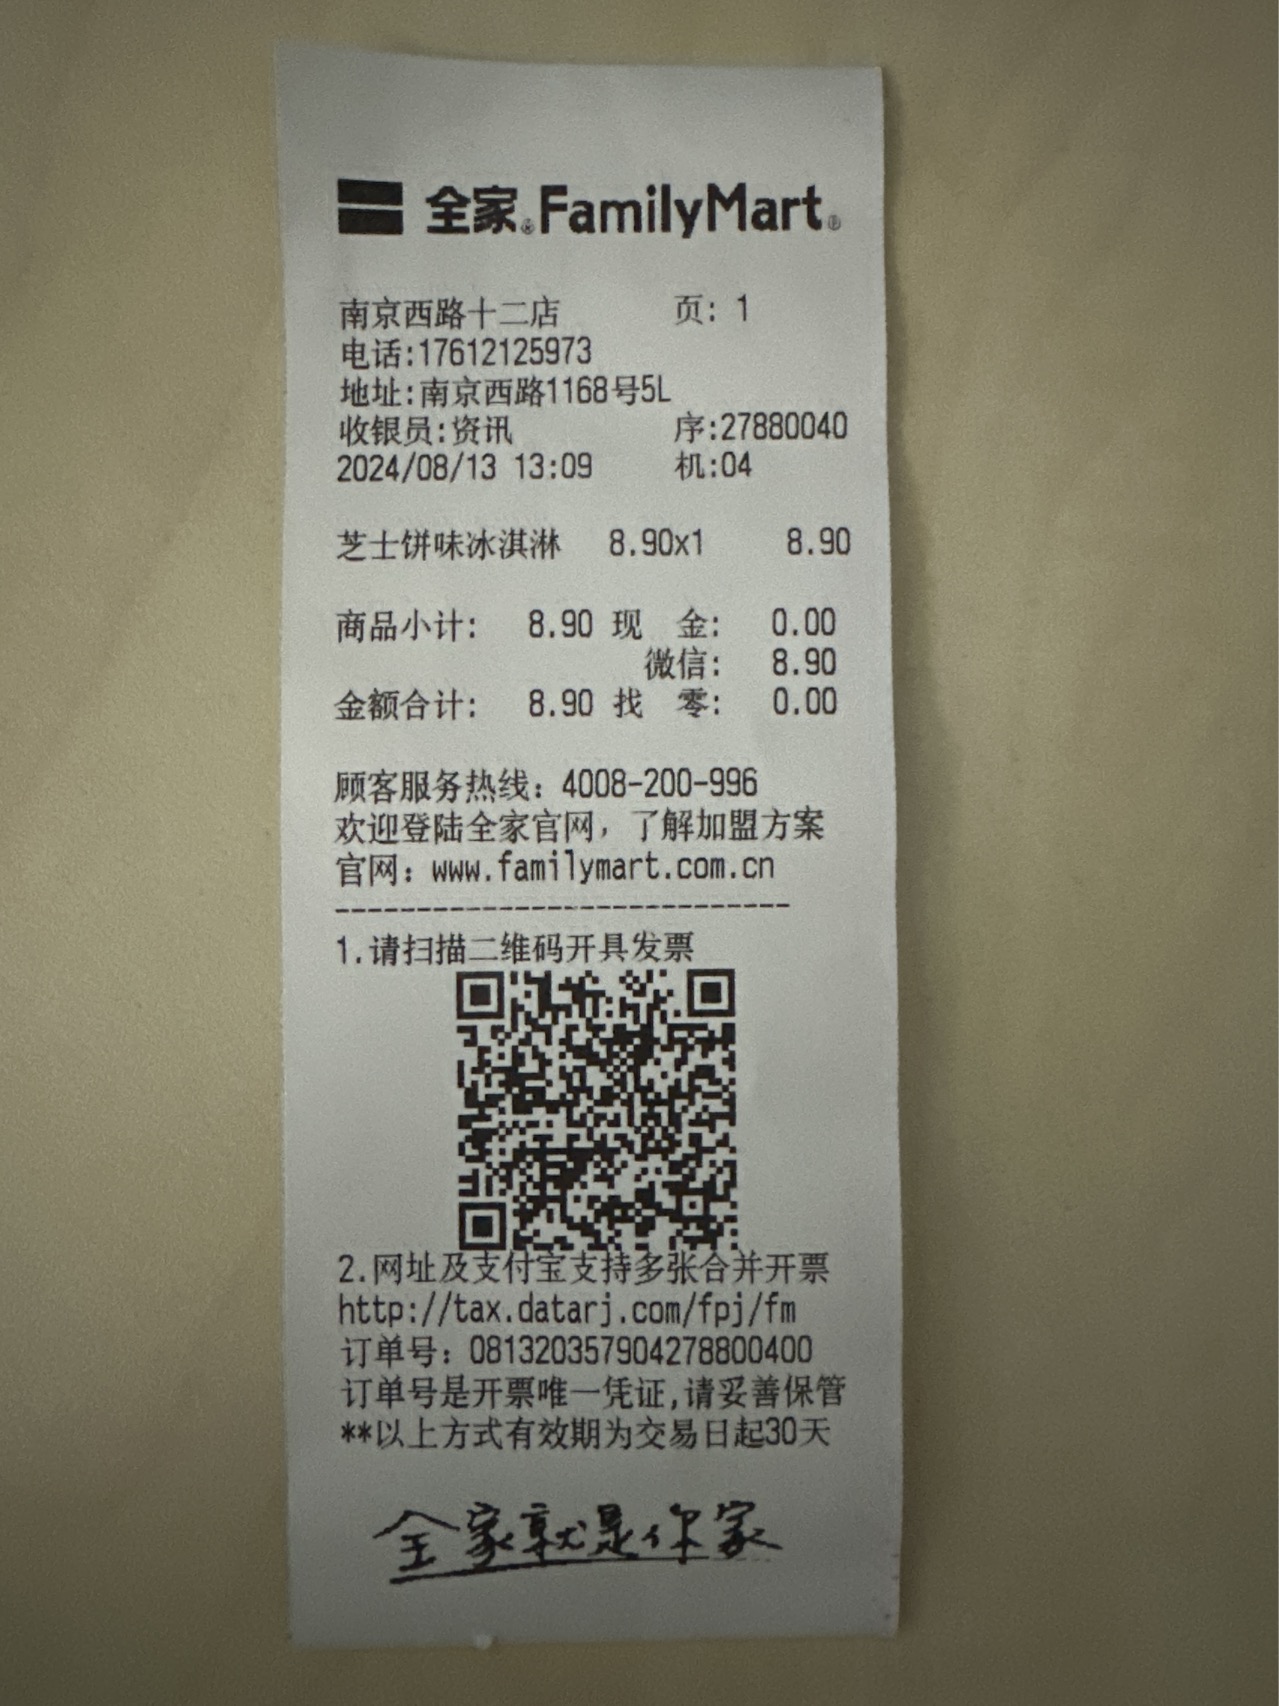 全家®FamilyMart®
南京西路十二店 页: 1
电话:17612125973
地址:南京西路1168号5L
收银员:资讯 序:27880040
2024/08/13 13:09 机:04
芝士饼味冰淇淋 8.90x1 8.90
商品小计: 8.90 现 金: 0.00
微信: 8.90
金额合计: 8.90 找 零: 0.00
顾客服务热线：4008-200-996
欢迎登陆全家官网，了解加盟方案
官网：www.familymart.com.cn
----------------------------
1.请扫描二维码开具发票
2.网址及支付宝支持多张合并开票
http://tax.datarj.com/fpj/fm
订单号：0813203579042788​00400
订单号是开票唯一凭证,请妥善保管
**以上方式有效期为交易日起30天
全家就是你家